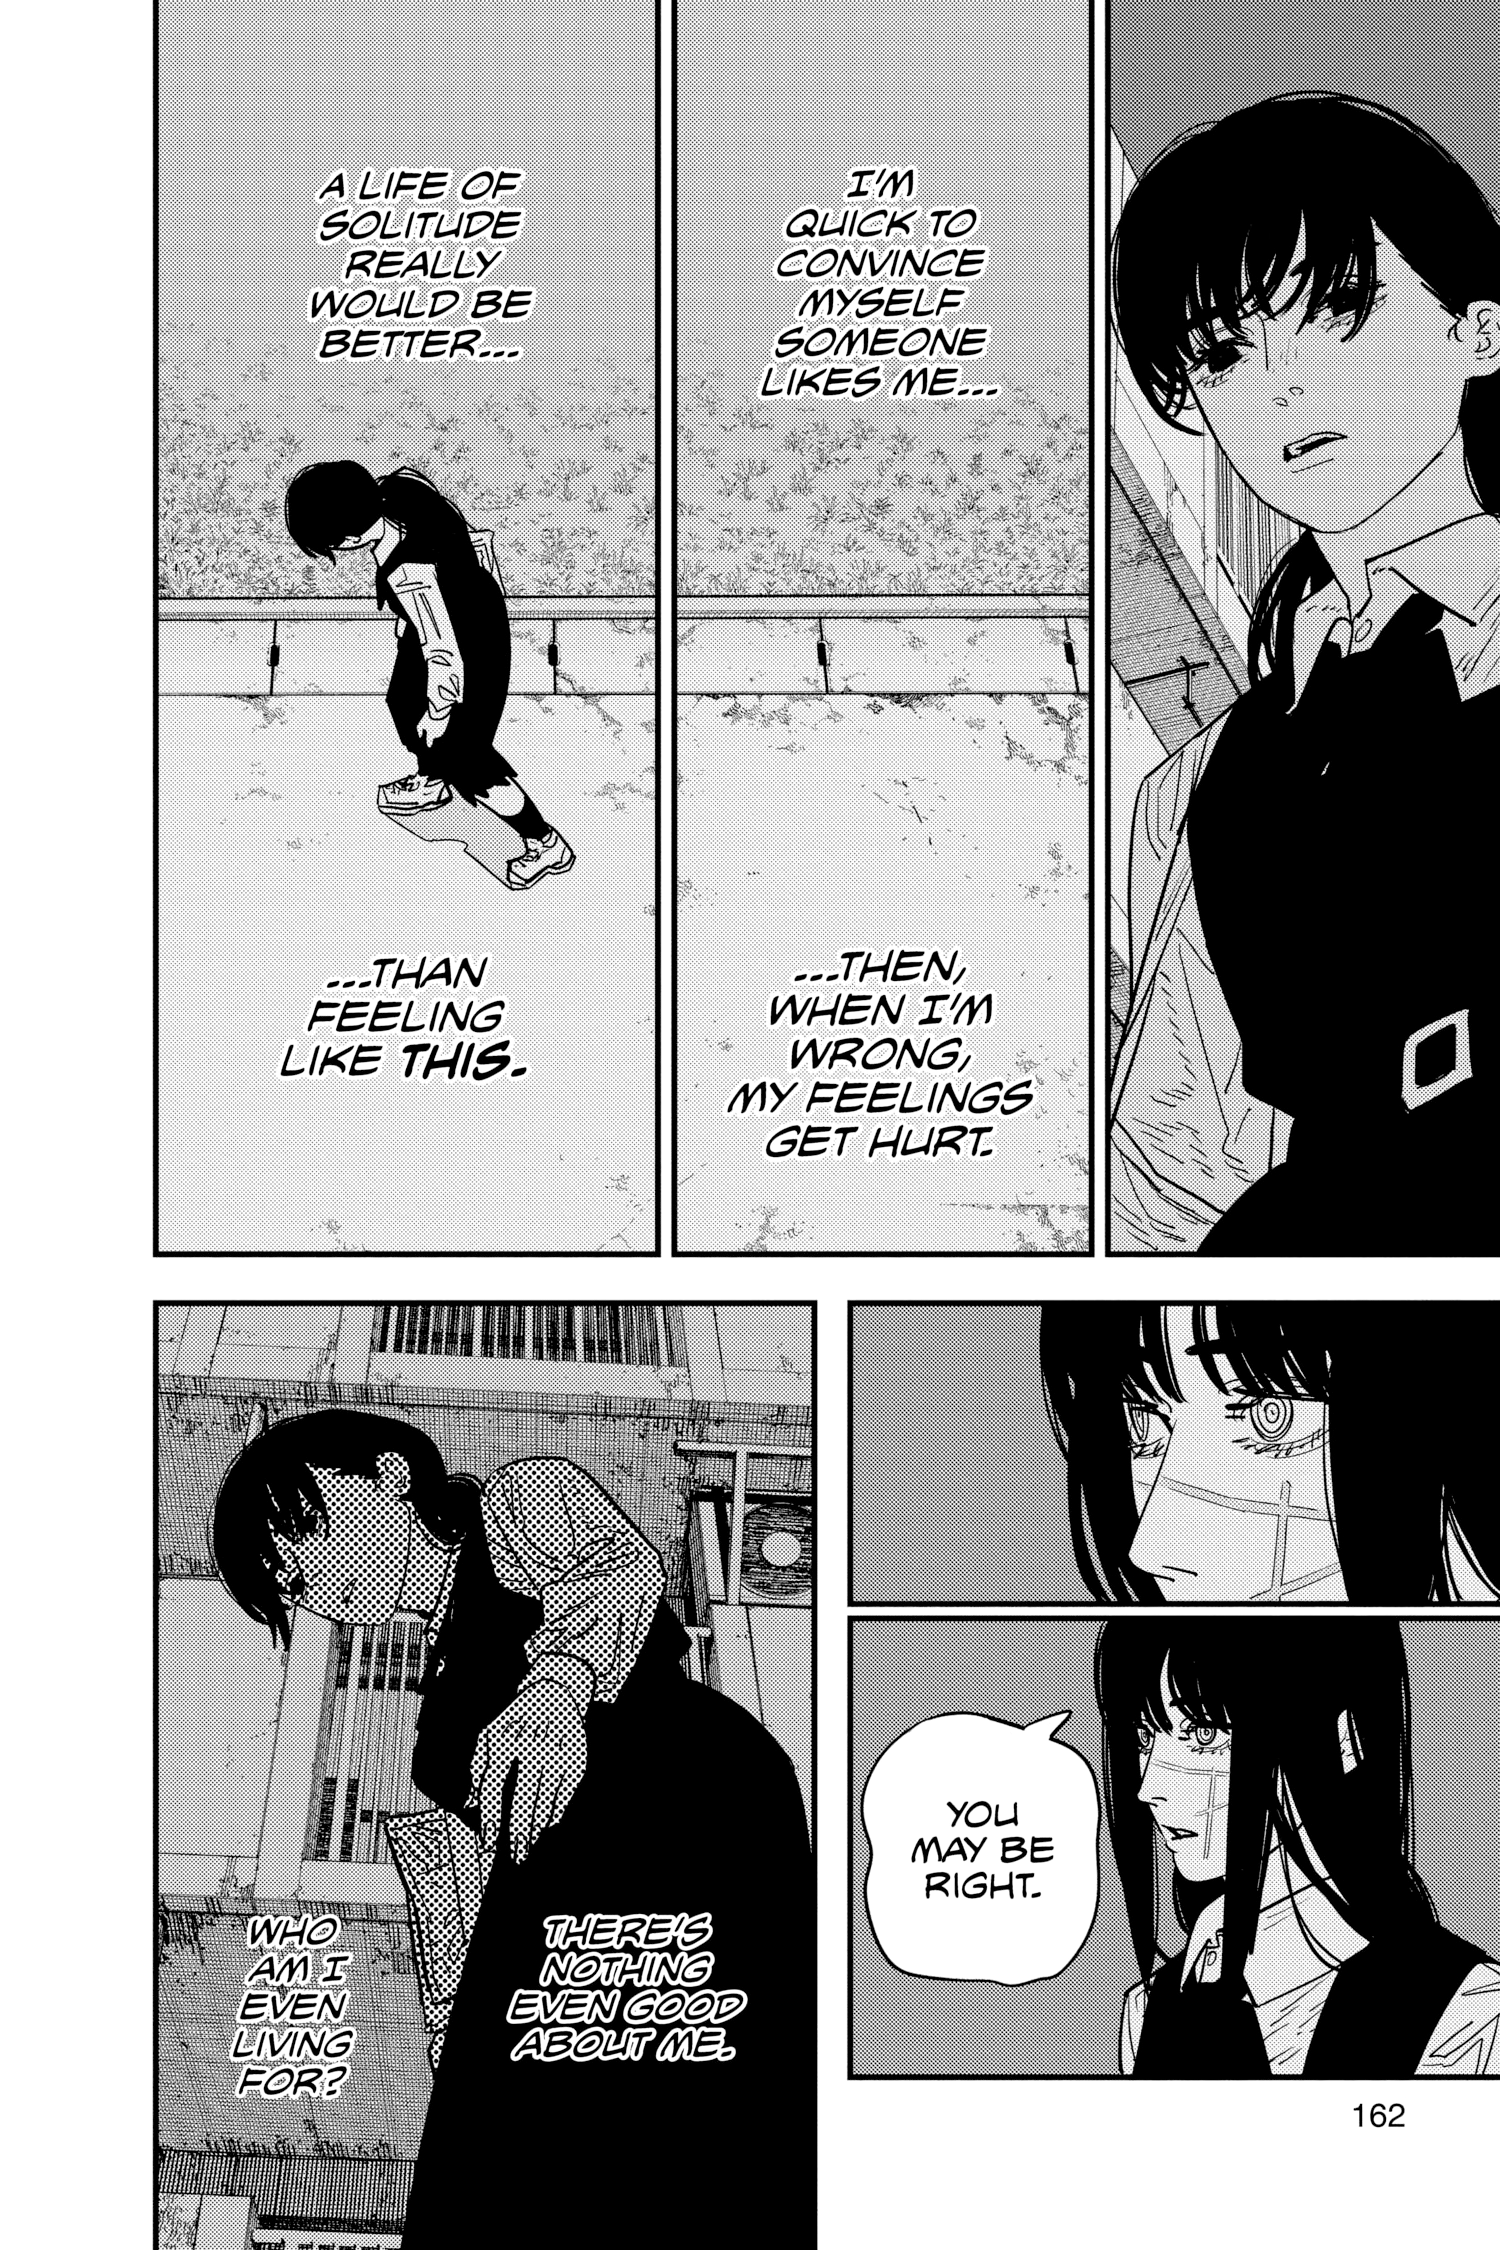 I'M
QUICK TO
CONVINCE
MYSELF
SOMEONE
LIKES ME...
...THEN,
WHEN I'M
WRONG,
MY FEELINGS
GET HURT.
A LIFE OF
SOLITUDE
REALLY
WOULD BE
BETTER...
...THAN
FEELING
LIKE THIS.
YOU
MAY BE
RIGHT.
THERE'S
NOTHING
EVEN GOOD
ABOUT ME.
WHO
AM I
EVEN
LIVING
FOR?
162